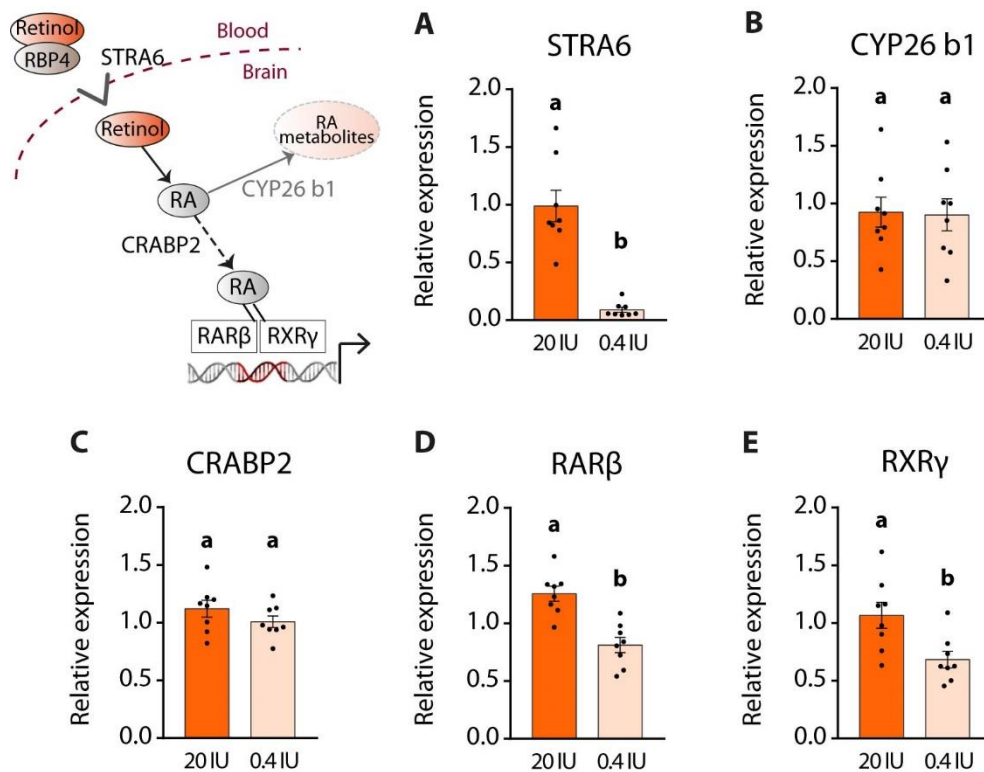 Retinol
RBP4
STRA6
Blood
Brain
Retinol
RA
metabolites
CYP26 b1
RA
CRABP2
RA
RARβ
RXRγ
A
STRA6
Relative expression
2.0
1.5
1.0
0.5
0.0
a
b
20 IU
0.4 IU
B
CYP26 b1
Relative expression
2.0
1.5
1.0
0.5
0.0
a
a
20 IU
0.4 IU
C
CRABP2
Relative expression
2.0
1.5
1.0
0.5
0.0
a
a
20 IU
0.4 IU
D
RARβ
Relative expression
2.0
1.5
1.0
0.5
0.0
a
b
20 IU
0.4 IU
E
RXRγ
Relative expression
2.0
1.5
1.0
0.5
0.0
a
b
20 IU
0.4 IU